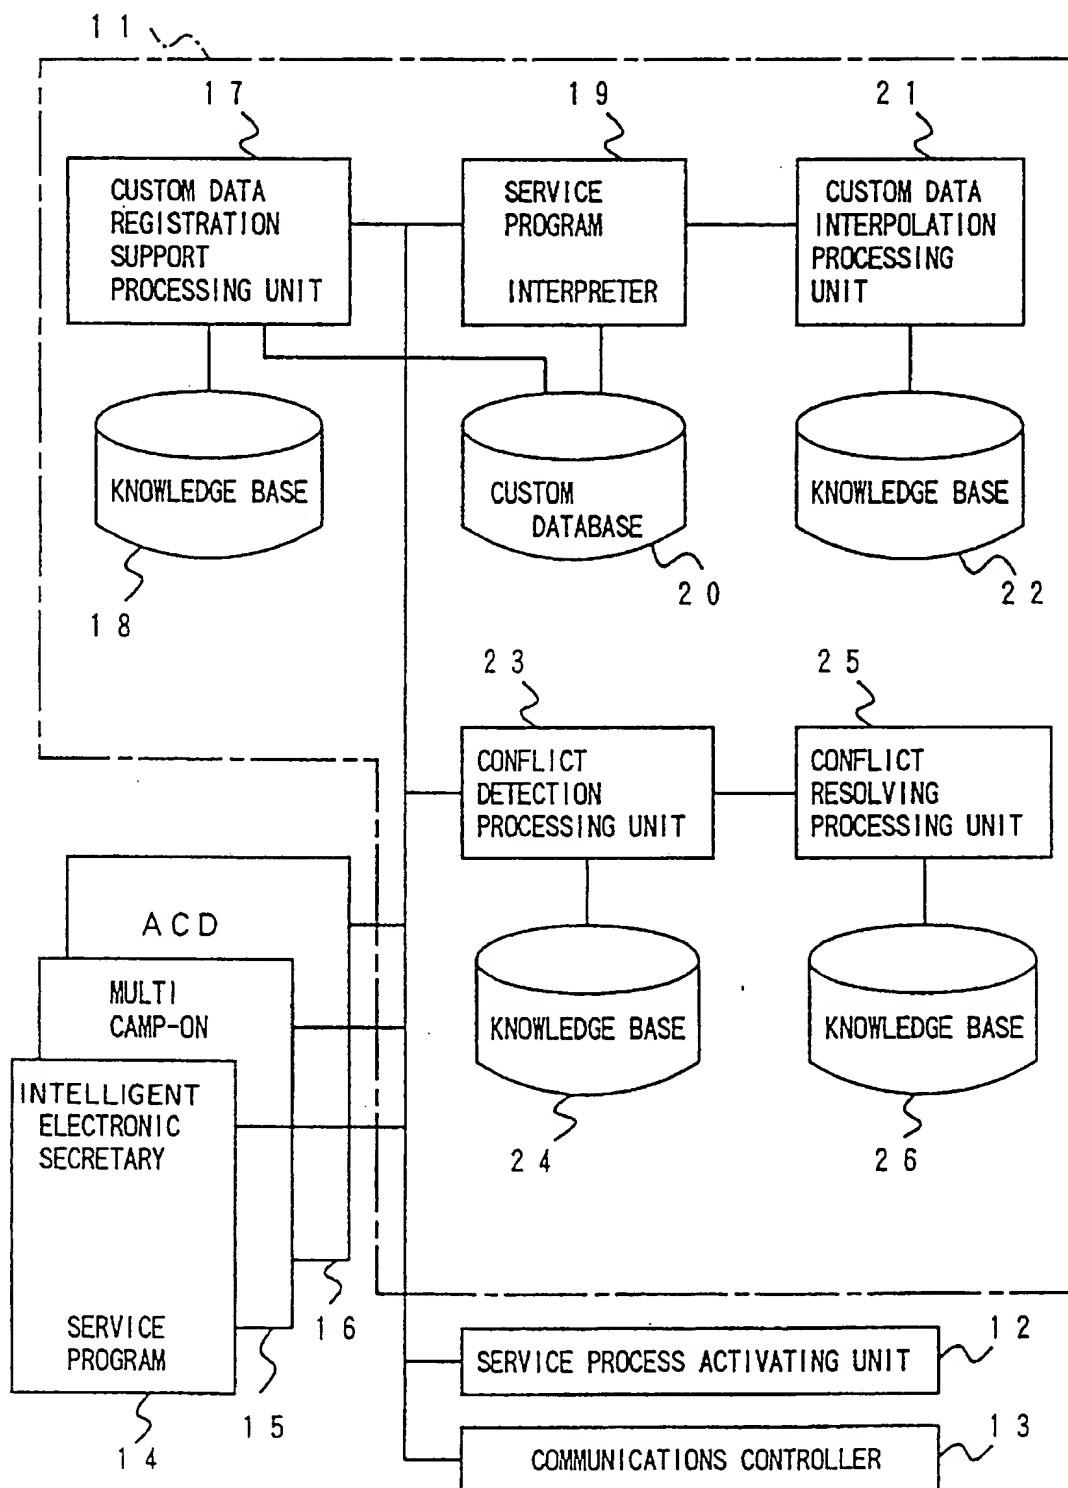 11
17
19
21
CUSTOM DATA
REGISTRATION
SUPPORT
PROCESSING UNIT
SERVICE
PROGRAM
INTERPRETER
CUSTOM DATA
INTERPOLATION
PROCESSING
UNIT
KNOWLEDGE BASE
CUSTOM
DATABASE
KNOWLEDGE BASE
18
20
22
23
25
CONFLICT
DETECTION
PROCESSING UNIT
CONFLICT
RESOLVING
PROCESSING UNIT
KNOWLEDGE BASE
KNOWLEDGE BASE
24
26
ACD
MULTI
CAMP-ON
INTELLIGENT
ELECTRONIC
SECRETARY
SERVICE
PROGRAM
16
15
14
SERVICE PROCESS ACTIVATING UNIT
12
COMMUNICATIONS CONTROLLER
13